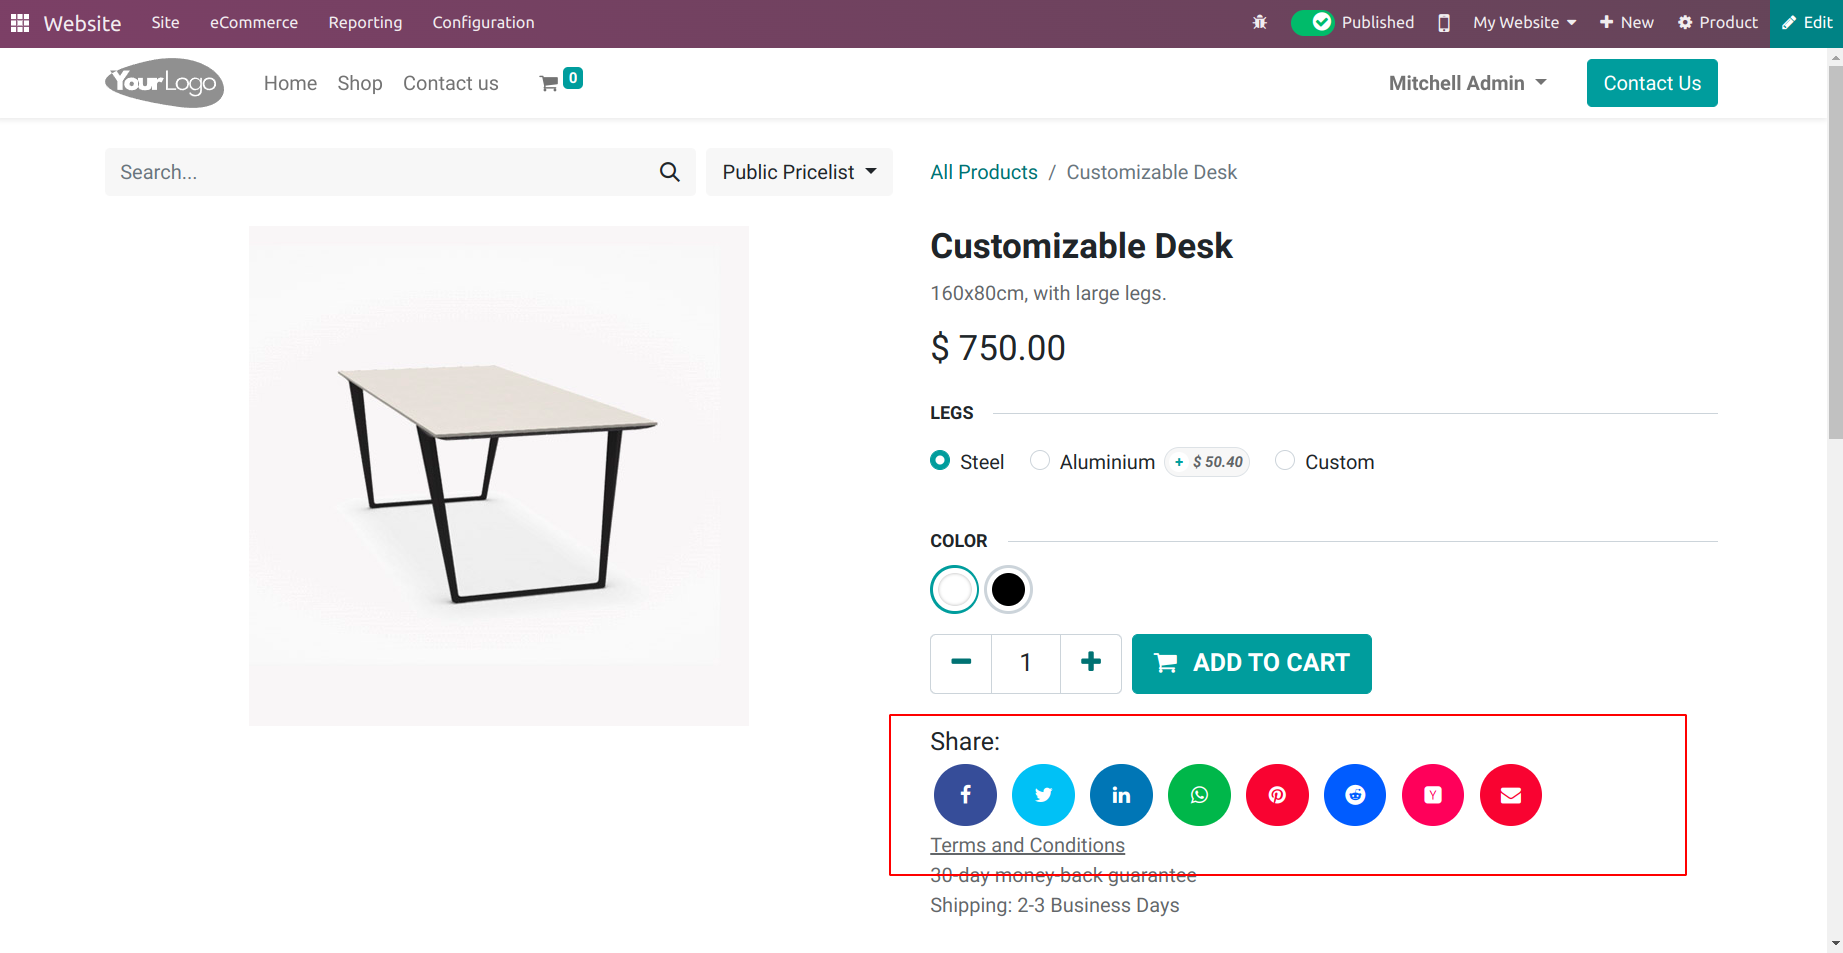 Website Site eCommerce Reporting Configuration Published My Website New Product Edit
YourLogo Home Shop Contact us 0 Mitchell Admin Contact Us
Search... Public Pricelist All Products / Customizable Desk
Customizable Desk
160x80cm, with large legs.
$ 750.00
LEGS
Steel Aluminium + $ 50.40 Custom
COLOR
1 ADD TO CART
Share:
Terms and Conditions
30-day money-back guarantee
Shipping: 2-3 Business Days